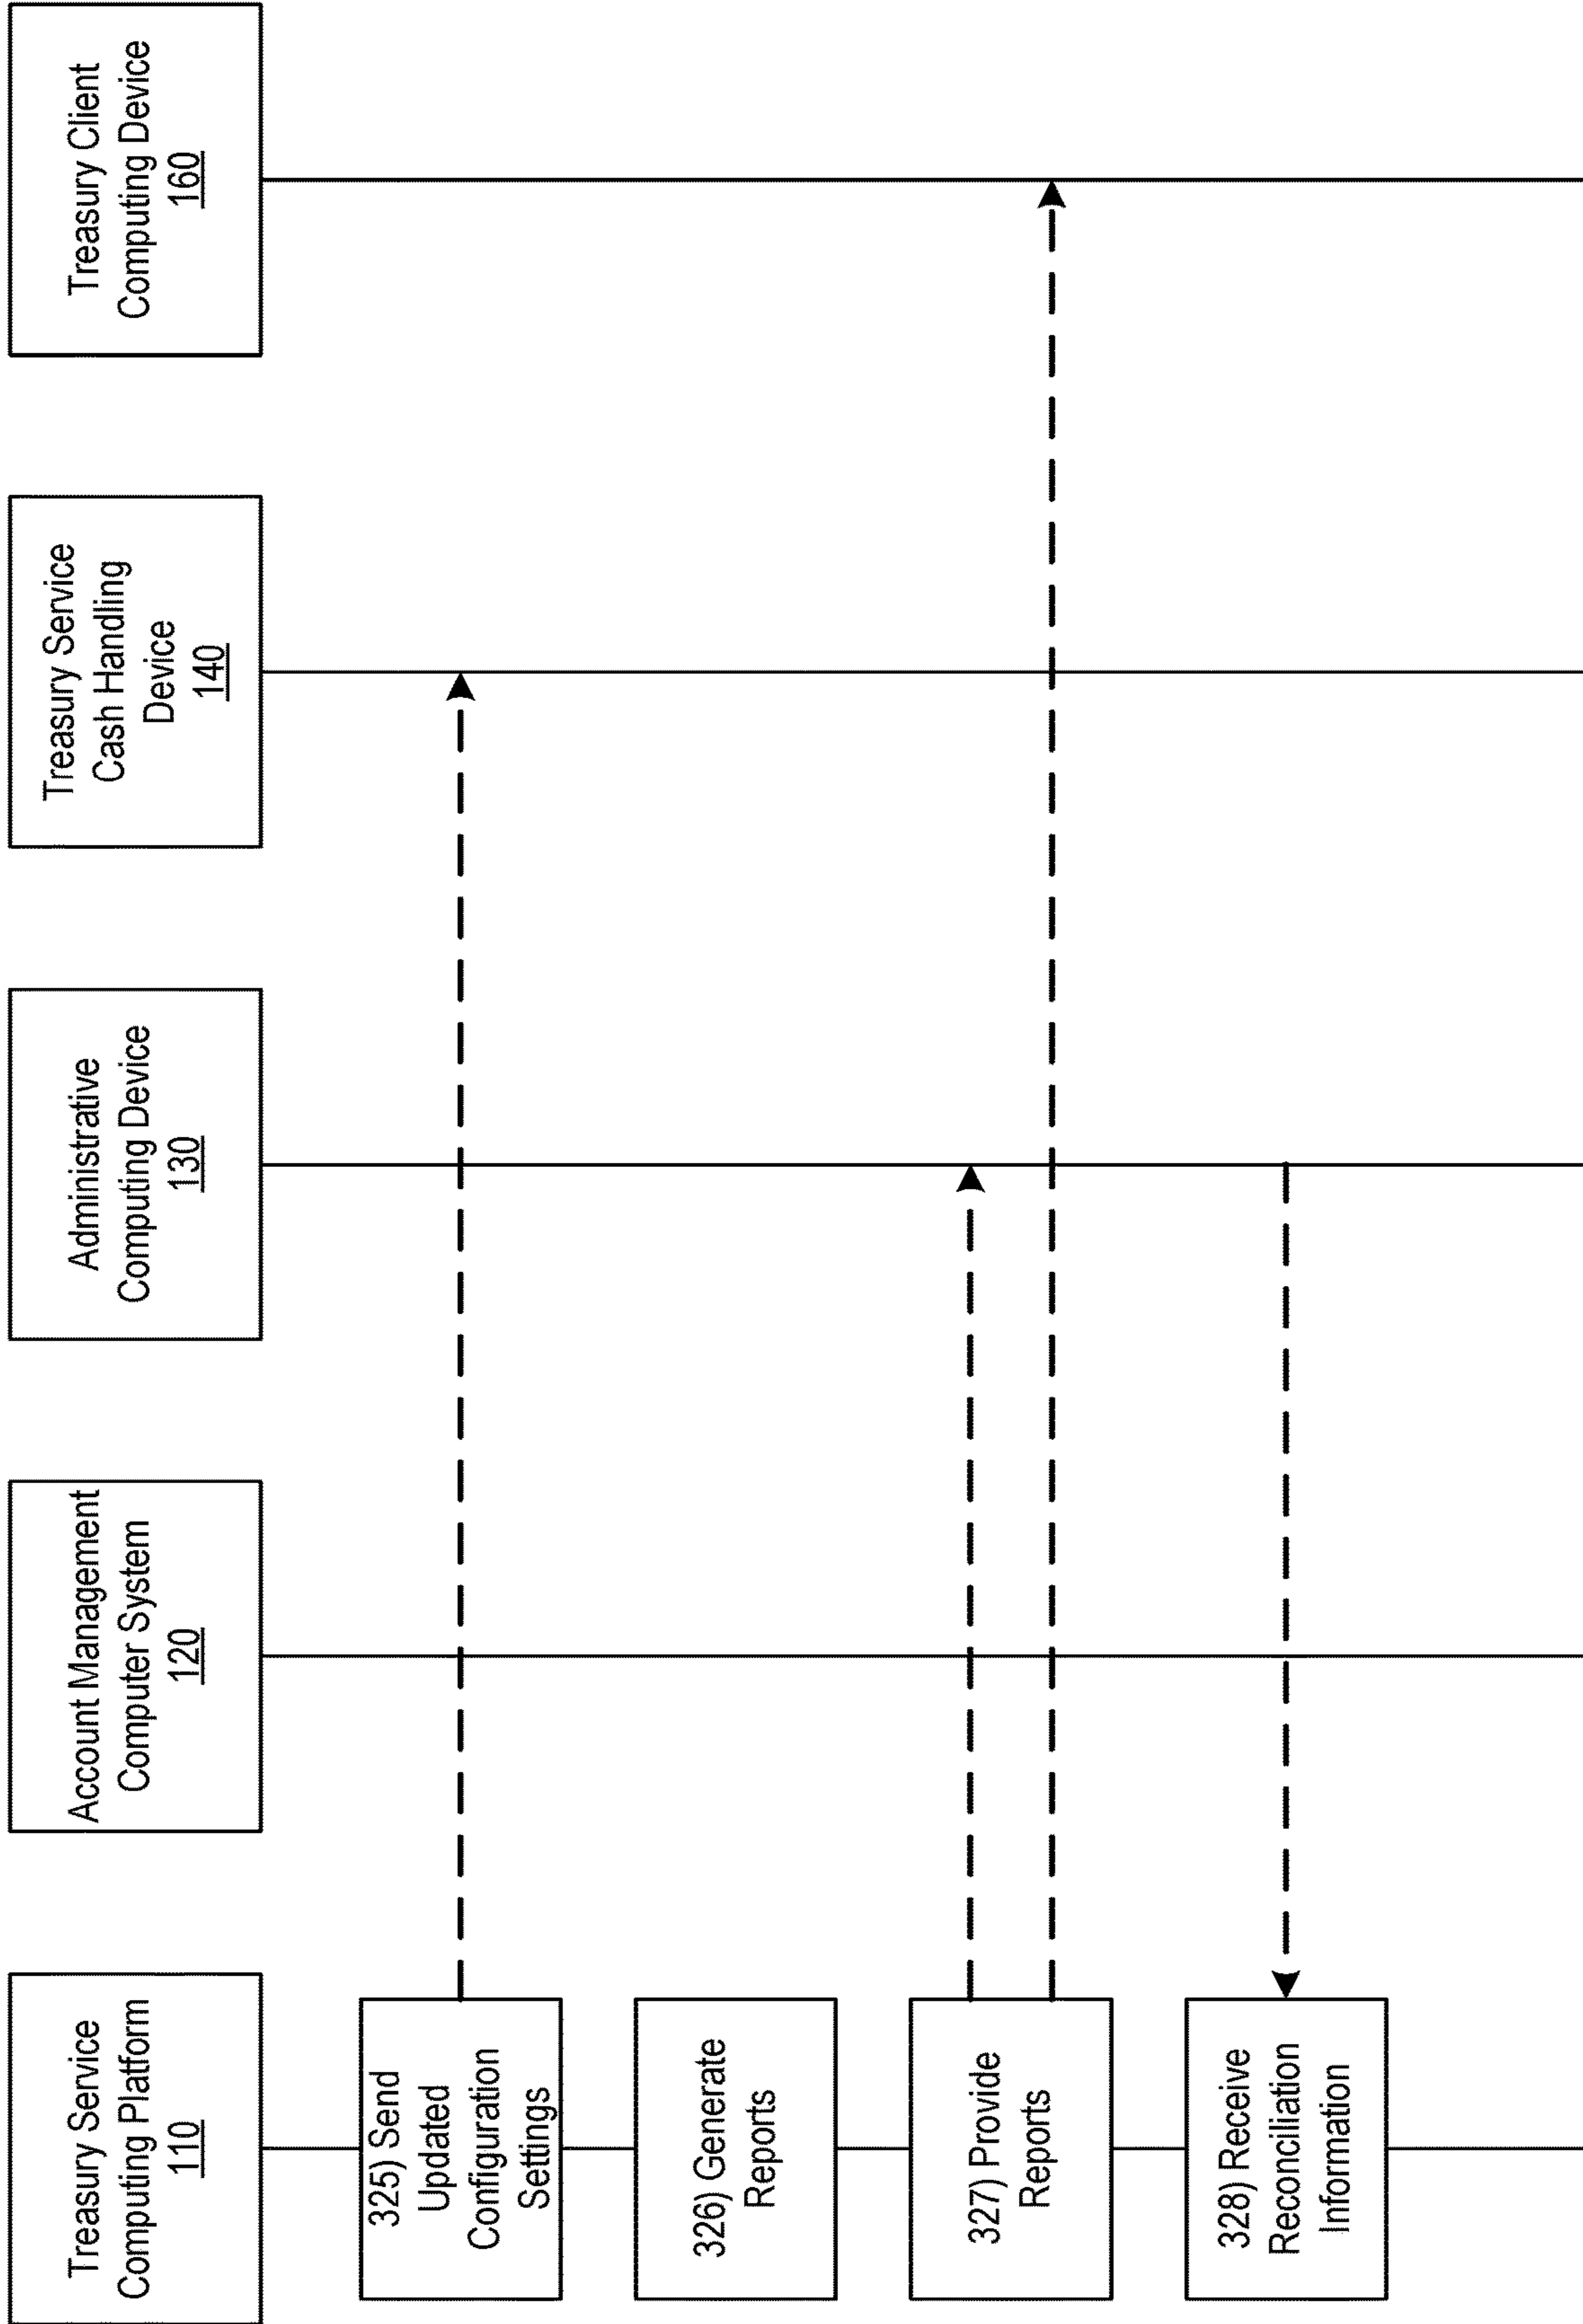 Treasury Service
Computing Platform
110
Account Management
Computer System
120
Administrative
Computing Device
130
Treasury Service
Cash Handling
Device
140
Treasury Client
Computing Device
160
325) Send
Updated
Configuration
Settings
326) Generate
Reports
327) Provide
Reports
328) Receive
Reconciliation
Information